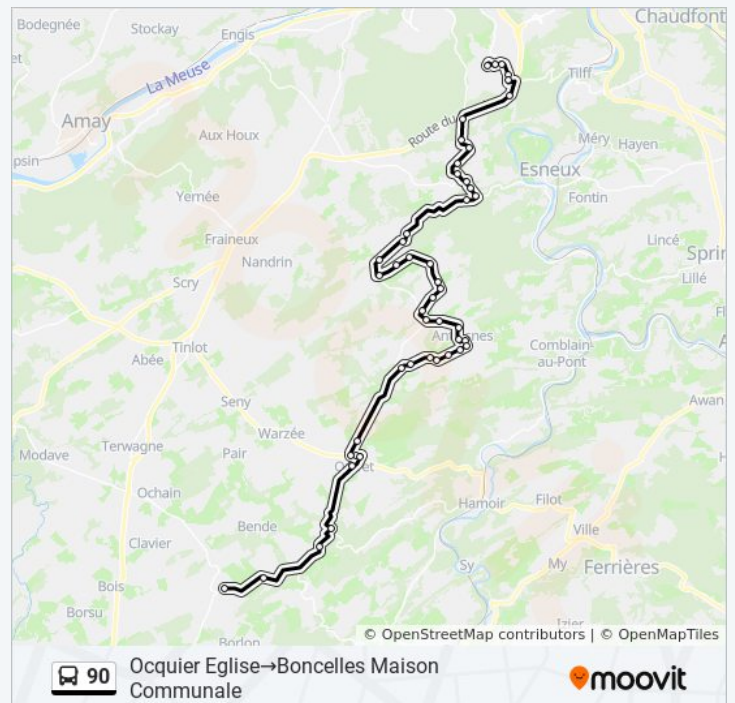 Bodegnée
Stockay
Engis
Chaudfont
La Meuse
Tilff
Amay
Route du
Aux Houx
Méry
Hayen
Esneux
Yernée
Fontin
Fraineux
Lincé
Nandrin
Sprin
Scry
Lillé
Tinlot
Abée
Comblain
au-Pont
Seny
Awan
Warzée
Terwagne
Modave
Pair
Ochain
Hamoir
Filot
Bende
Ville
Clavier
Sy
My
Ferrières
Bois
Borsu
Izier
Borlon
© OpenStreetMap contributors | © OpenMapTiles
90
Ocquier Eglise→Boncelles Maison
Communale
moovit